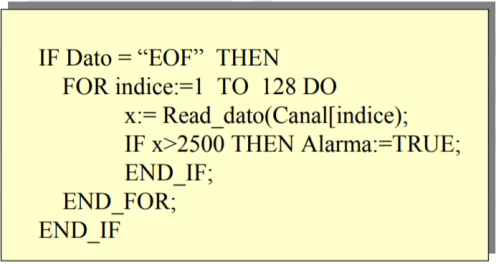 IF Dato = “EOF” THEN
FOR indice:=1 TO 128 DO
x:= Read_dato(Canal[indice);
IF x>2500 THEN Alarma:=TRUE;
END_IF;
END_FOR;
END_IF